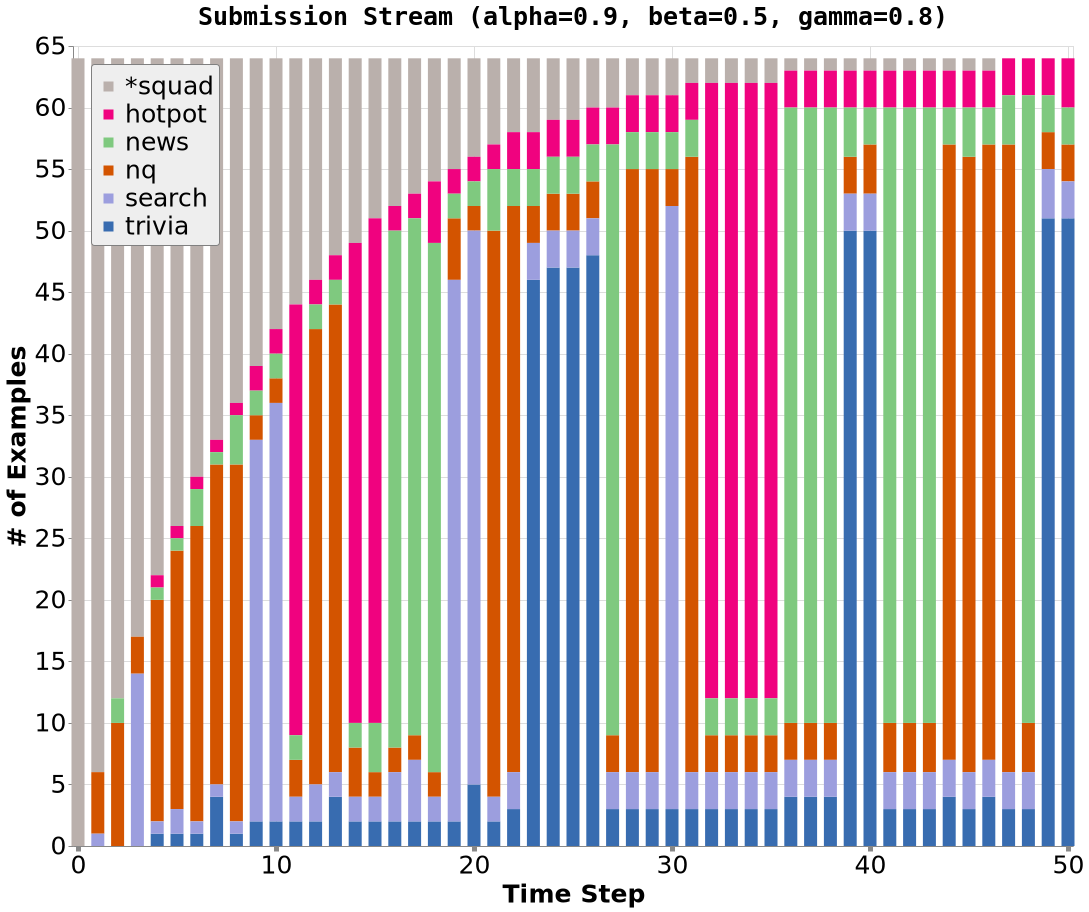 Submission Stream (alpha=0.9, beta=0.5, gamma=0.8)
# of Examples
65
60
55
50
45
40
35
30
25
20
15
10
5
0
*squad
hotpot
news
nq
search
trivia
0 10 20 30 40 50
Time Step